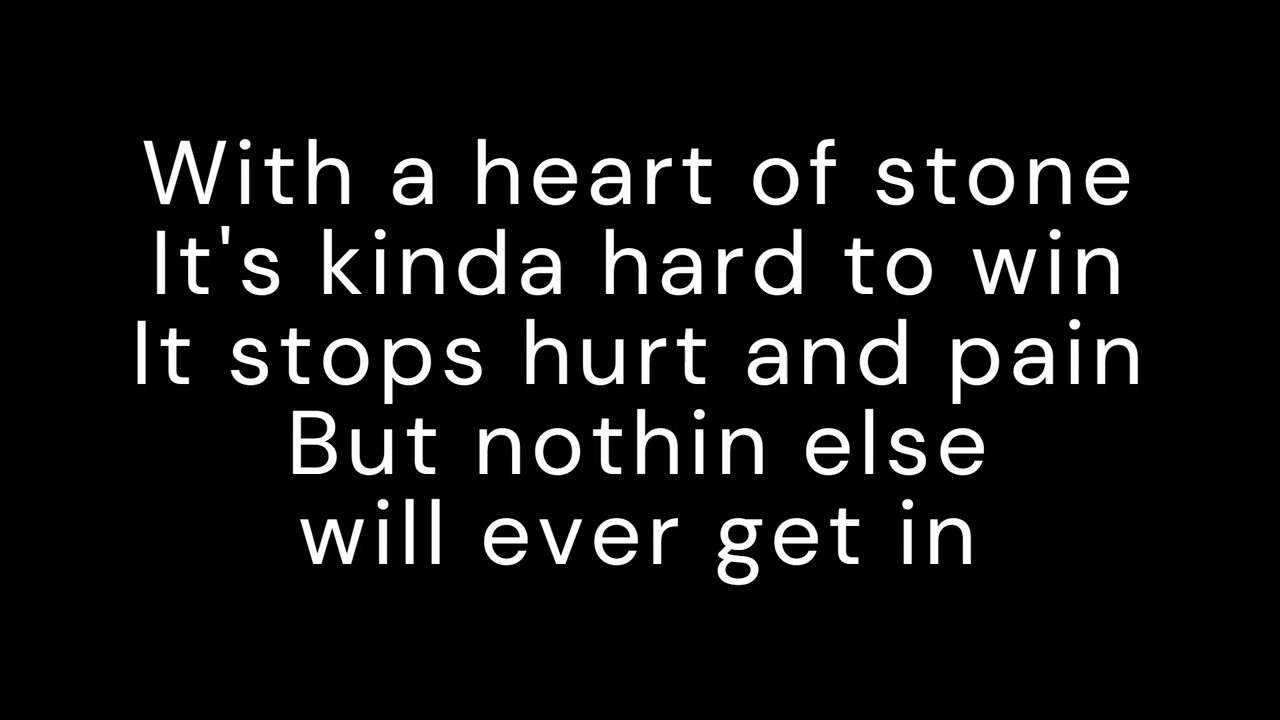 With a heart of stone
It's kinda hard to win
It stops hurt and pain
But nothin else
will ever get in